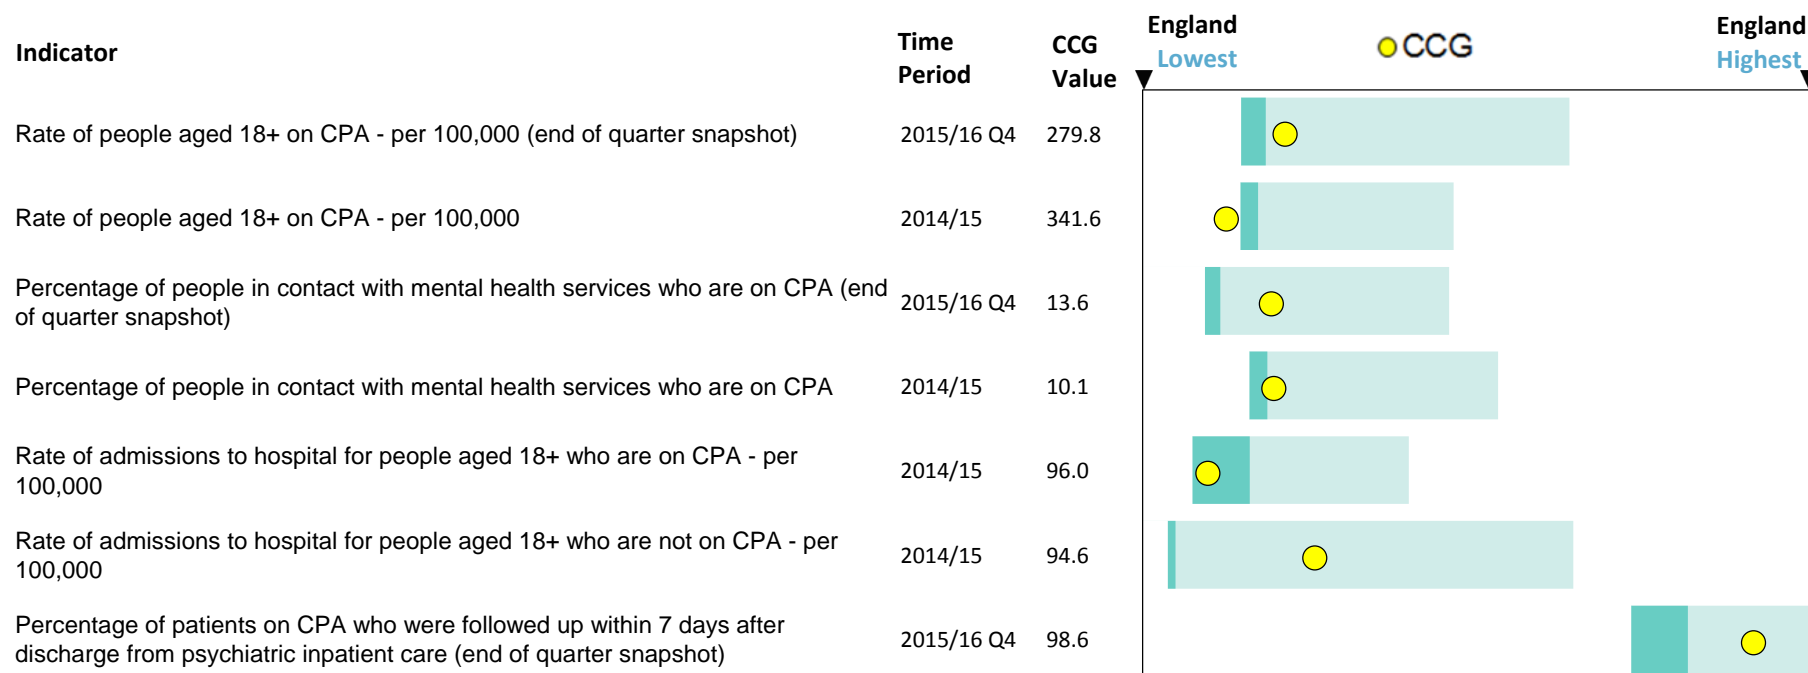 Indicator
Time Period
CCG Value
England Lowest
CCG
England Highest
Rate of people aged 18+ on CPA - per 100,000 (end of quarter snapshot) 2015/16 Q4 279.8
Rate of people aged 18+ on CPA - per 100,000 2014/15 341.6
Percentage of people in contact with mental health services who are on CPA (end
of quarter snapshot) 2015/16 Q4 13.6
Percentage of people in contact with mental health services who are on CPA 2014/15 10.1
Rate of admissions to hospital for people aged 18+ who are on CPA - per
100,000 2014/15 96.0
Rate of admissions to hospital for people aged 18+ who are not on CPA - per
100,000 2014/15 94.6
Percentage of patients on CPA who were followed up within 7 days after
discharge from psychiatric inpatient care (end of quarter snapshot) 2015/16 Q4 98.6